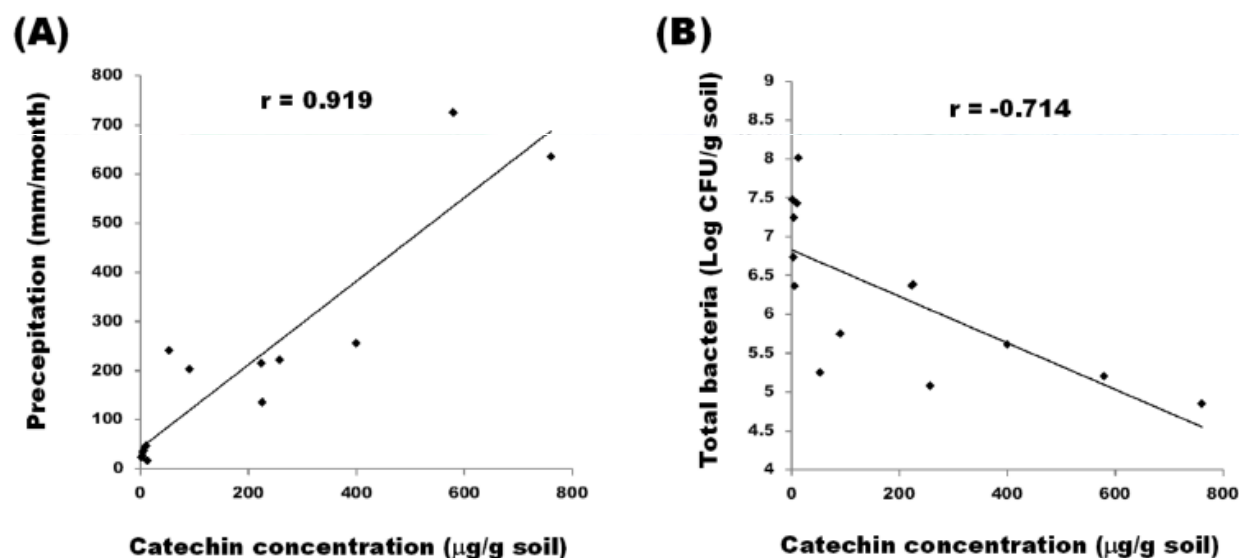 (A)
r = 0.919
Precepitation (mm/month)
800
700
600
500
400
300
200
100
0
0 200 400 600 800
Catechin concentration (μg/g soil)
(B)
r = -0.714
Total bacteria (Log CFU/g soil)
9
8.5
8
7.5
7
6.5
6
5.5
5
4.5
4
0 200 400 600 800
Catechin concentration (μg/g soil)